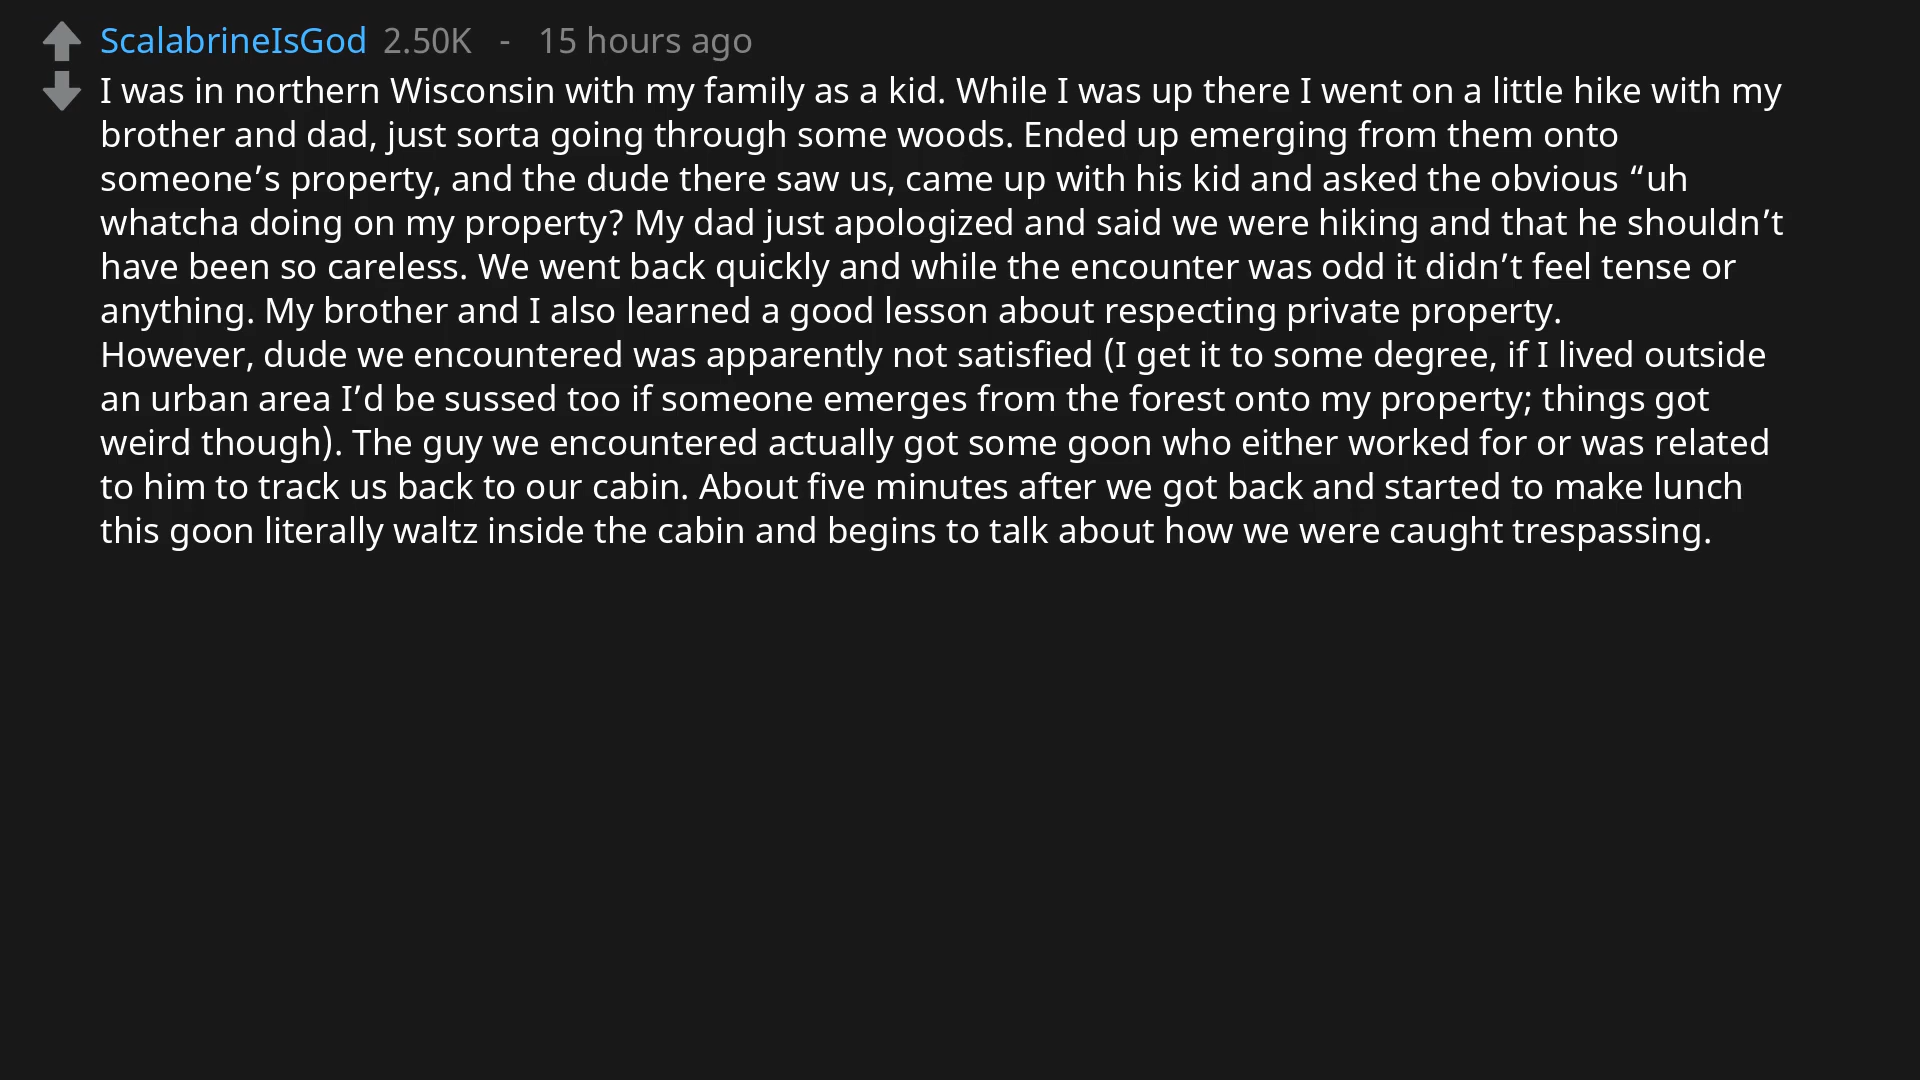 ScalabrineIsGod 2.50K - 15 hours ago
I was in northern Wisconsin with my family as a kid. While I was up there I went on a little hike with my
brother and dad, just sorta going through some woods. Ended up emerging from them onto
someone’s property, and the dude there saw us, came up with his kid and asked the obvious “uh
whatcha doing on my property? My dad just apologized and said we were hiking and that he shouldn’t
have been so careless. We went back quickly and while the encounter was odd it didn’t feel tense or
anything. My brother and I also learned a good lesson about respecting private property.
However, dude we encountered was apparently not satisfied (I get it to some degree, if I lived outside
an urban area I’d be sussed too if someone emerges from the forest onto my property; things got
weird though). The guy we encountered actually got some goon who either worked for or was related
to him to track us back to our cabin. About five minutes after we got back and started to make lunch
this goon literally waltz inside the cabin and begins to talk about how we were caught trespassing.